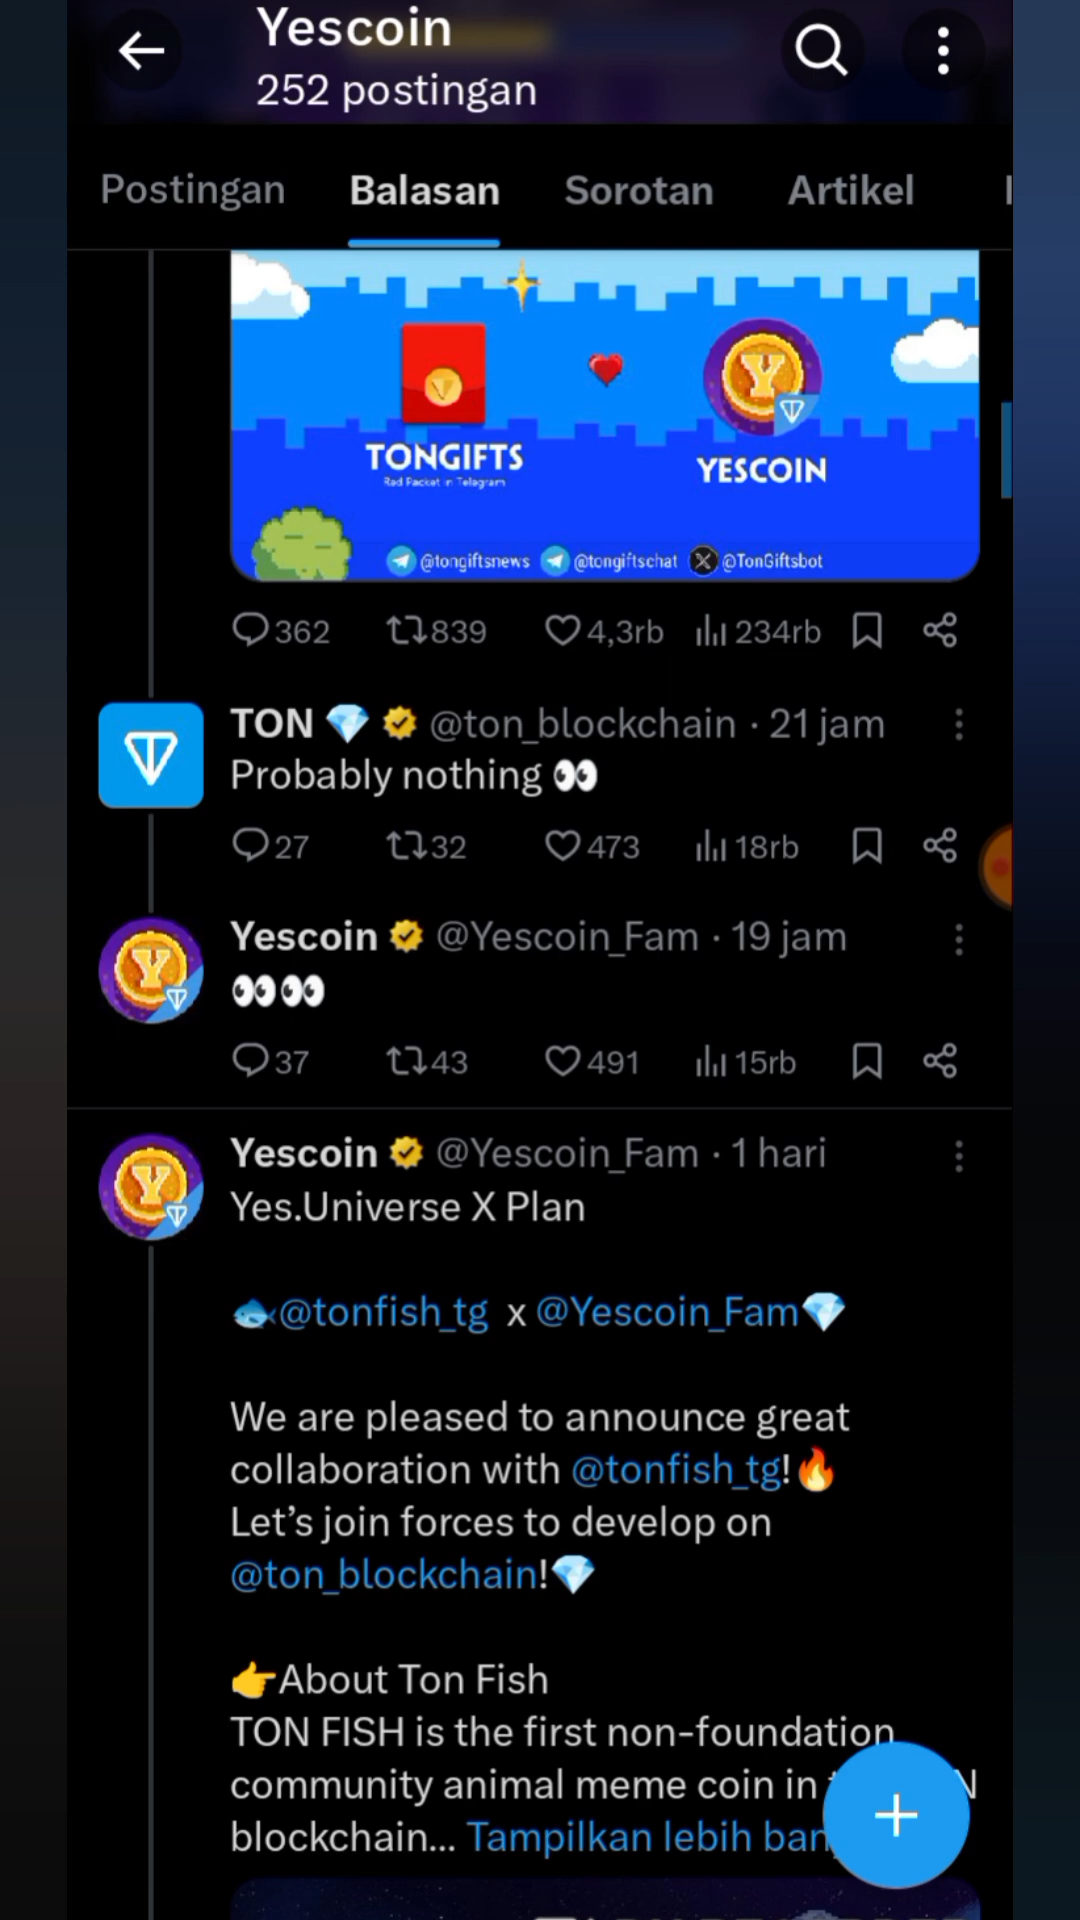 Yescoin
252 postingan
Postingan
Balasan
Sorotan
Artikel
TONGIFTS
Red Packet in Telegram
YESCOIN
@tongiftsnews
@tongiftschat
@TonGiftsbot
362
839
4,3rb
234rb
TON 💎 @ton_blockchain · 21 jam
Probably nothing 👀
27
32
473
18rb
Yescoin @Yescoin_Fam · 19 jam
👀👀
37
43
491
15rb
Yescoin @Yescoin_Fam · 1 hari
Yes.Universe X Plan
🐟@tonfish_tg x @Yescoin_Fam💎
We are pleased to announce great
collaboration with @tonfish_tg!🔥
Let’s join forces to develop on
@ton_blockchain!💎
👉About Ton Fish
TON FISH is the first non-foundation
community animal meme coin in
blockchain... Tampilkan lebih